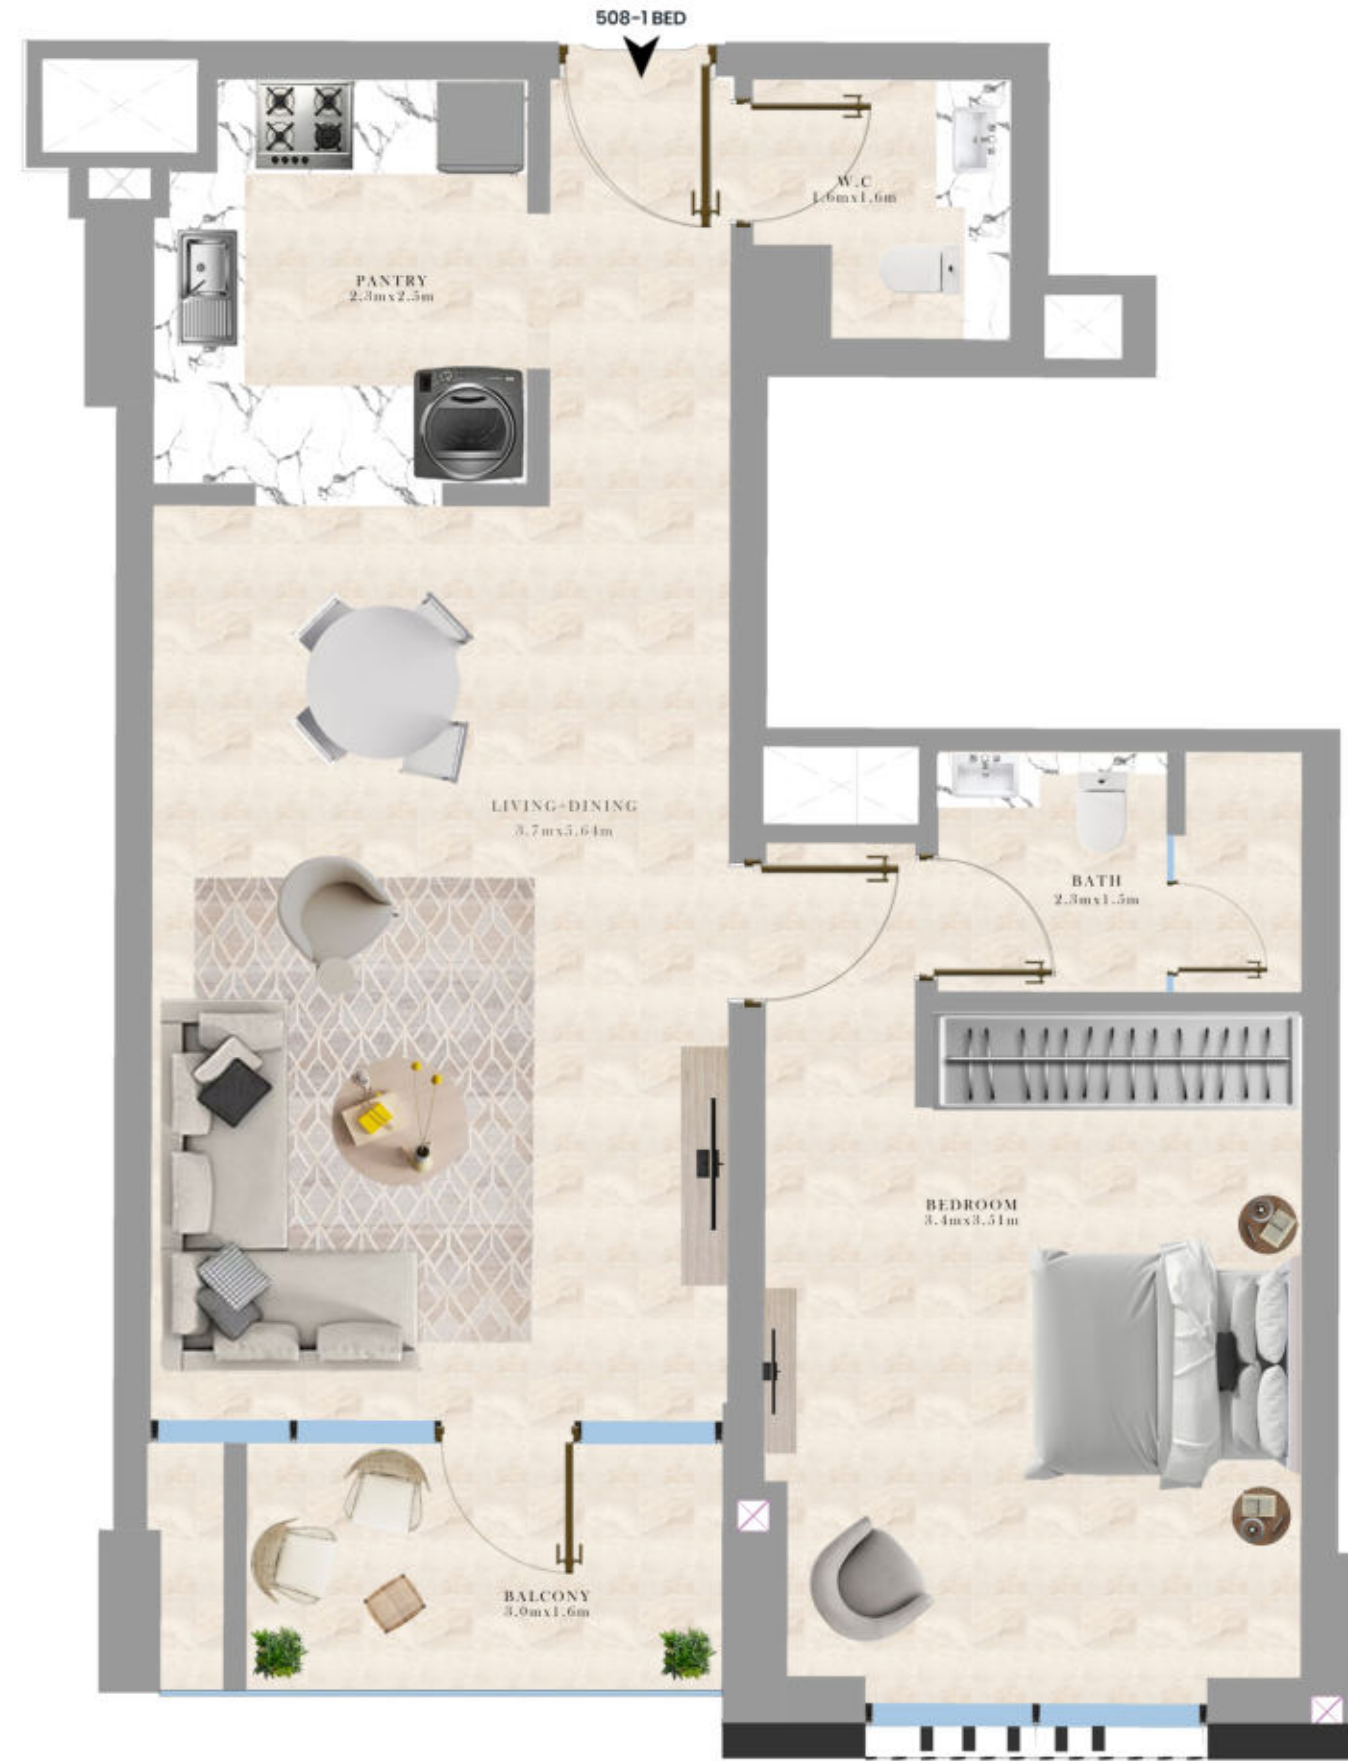 508-1 BED
W.C
1.6mx1.6m
PANTRY
2.3mx2.5m
LIVING+DINING
3.7mx5.64m
BATH
2.3mx1.5m
BEDROOM
3.4mx3.51m
BALCONY
3.0mx1.6m